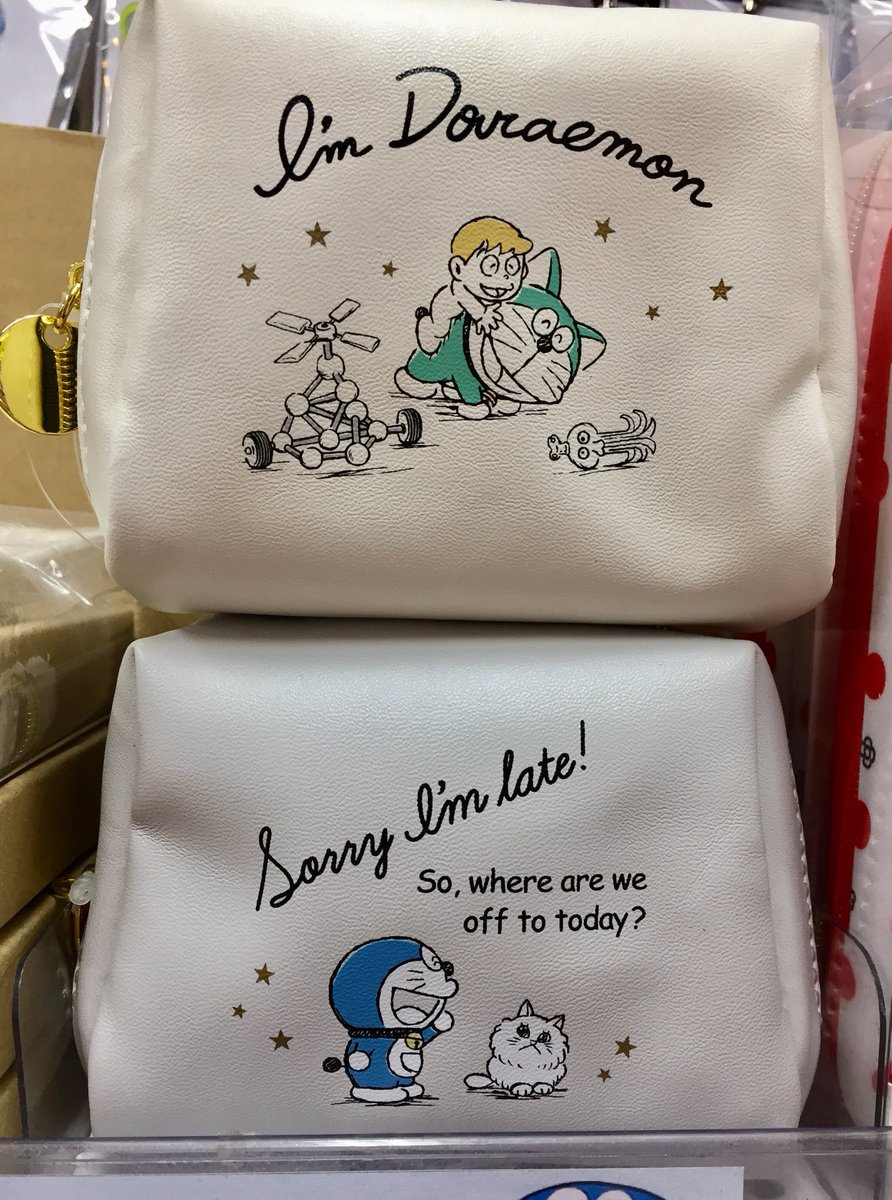 I'm Doraemon
Sorry I'm late!
So, where are we
off to today?